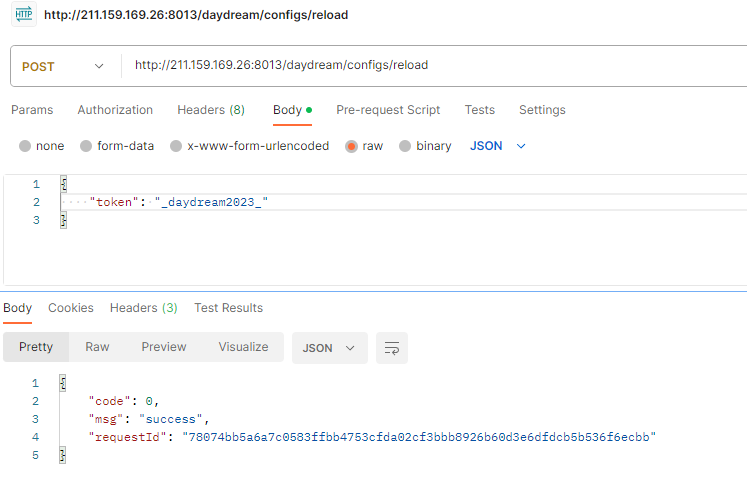 HTTP http://211.159.169.26:8013/daydream/configs/reload
POST http://211.159.169.26:8013/daydream/configs/reload
Params Authorization Headers (8) Body Pre-request Script Tests Settings
none form-data x-www-form-urlencoded raw binary JSON
1 {
2 "token": "_daydream2023_"
3 }
Body Cookies Headers (3) Test Results
Pretty Raw Preview Visualize JSON
1 {
2 "code": 0,
3 "msg": "success",
4 "requestId": "78074bb5a6a7c0583ffbb4753cfda02cf3bbb8926b60d3e6dfdcb5b536f6ecbb"
5 }